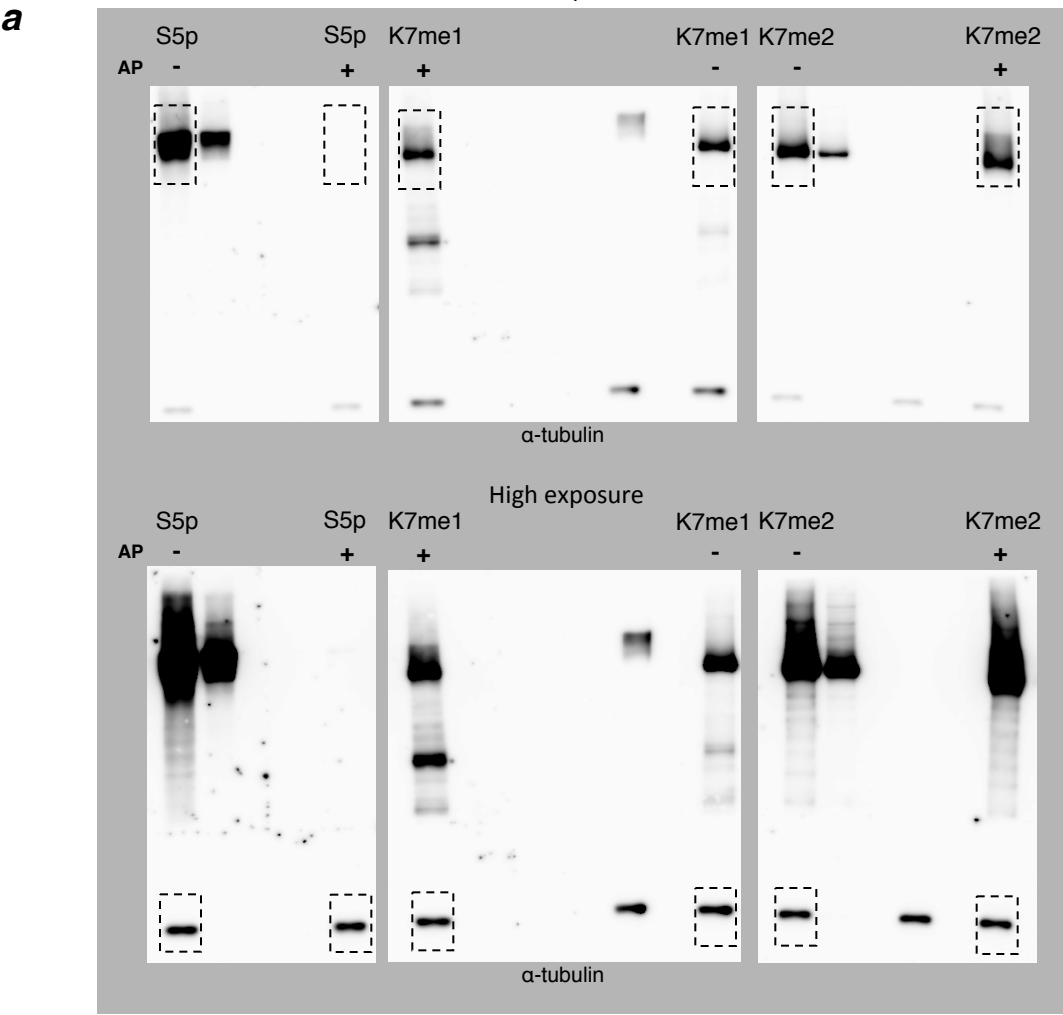 a
S5p S5p K7me1 K7me1 K7me2 K7me2
AP - + + - - +
α-tubulin
High exposure
S5p S5p K7me1 K7me1 K7me2 K7me2
AP - + + - - +
α-tubulin